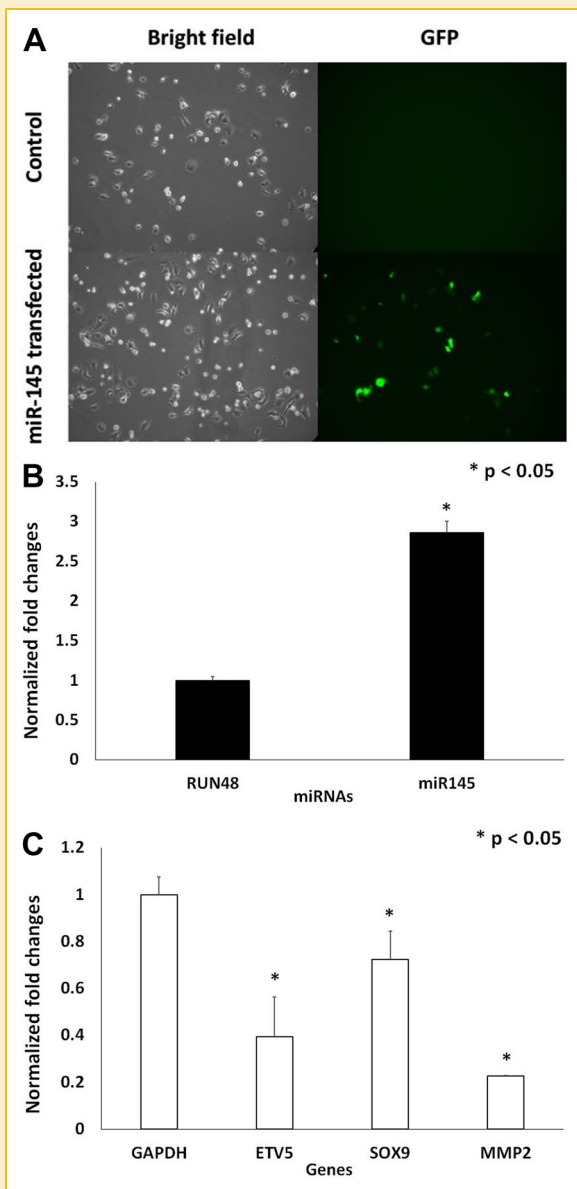 A
Bright field
GFP
Control
miR-145 transfected
B
* p < 0.05
Normalized fold changes
3.5
3
2.5
2
1.5
1
0.5
0
*
RUN48
miR145
miRNAs
C
* p < 0.05
Normalized fold changes
1.2
1
0.8
0.6
0.4
0.2
0
*
*
*
GAPDH
ETV5
SOX9
MMP2
Genes